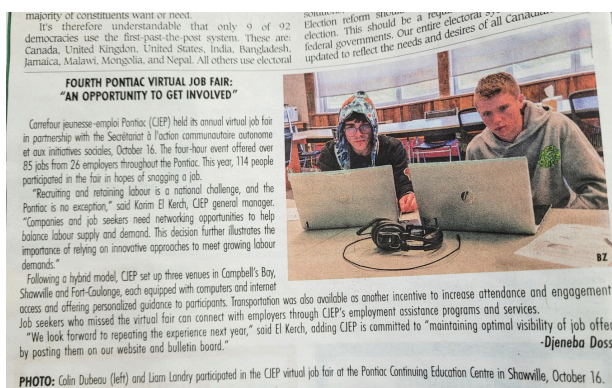 majority of constituents want or need.
It's therefore understandable that only 9 of 92
democracies use the first-past-the-post system. These are:
Canada, United Kingdon, United States, India, Bangladesh,
Jamaica, Malawi, Mongolia, and Nepal. All others use electoral
Election reform
election. This should be a
federal governments. Our entire electoral
updated to reflect the needs and desires of all
FOURTH PONTIAC VIRTUAL JOB FAIR:
"AN OPPORTUNITY TO GET INVOLVED"
Carrefour jeunesse-emploi Pontiac (CJEP) held its annual virtual job fair
in partnership with the Secrétariat à l'action communautaire autonome
et aux initiatives sociales, October 16. The four-hour event offered over
85 jobs from 26 employers throughout the Pontiac. This year, 114 people
participated in the fair in hopes of snagging a job.
"Recruiting and retaining labour is a national challenge, and the
Pontiac is no exception," said Karim El Kerch, CJEP general manager.
"Companies and job seekers need networking opportunities to help
balance labour supply and demand. This decision further illustrates the
importance of relying on innovative approaches to meet growing labour
demands."
Following a hybrid model, CJEP set up three venues in Campbell's Bay,
Shawville and Fort-Coulonge, each equipped with computers and internet
access and offering personalized guidance to participants. Transportation was also available as another incentive to increase attendance and engagement
Job seekers who missed the virtual fair can connect with employers through CJEP's employment assistance programs and services.
"We look forward to repeating the experience next year," said El Kerch, adding CJEP is committed to "maintaining optimal visibility of job offe
by posting them on our website and bulletin board."
-Djeneba Doss
hp
BZ
PHOTO: Colin Dubeau (left) and Liam Landry participated in the CJEP virtual job fair at the Pontiac Continuing Education Centre in Shawville, October 16.